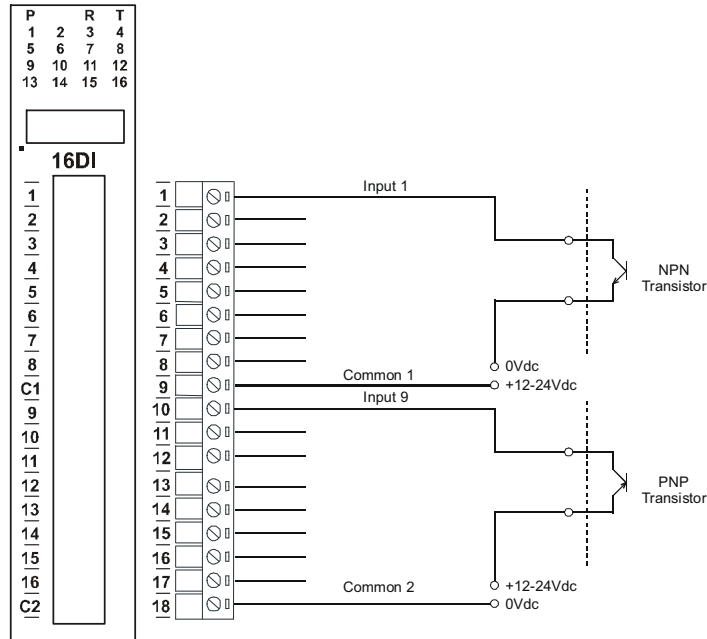 P R T
1 2 3 4
5 6 7 8
9 10 11 12
13 14 15 16
16DI
1
2
3
4
5
6
7
8
C1
9
10
11
12
13
14
15
16
C2
1
2
3
4
5
6
7
8
9
10
11
12
13
14
15
16
17
18
Input 1
NPN
Transistor
0Vdc
Common 1
+12-24Vdc
Input 9
PNP
Transistor
+12-24Vdc
Common 2
0Vdc